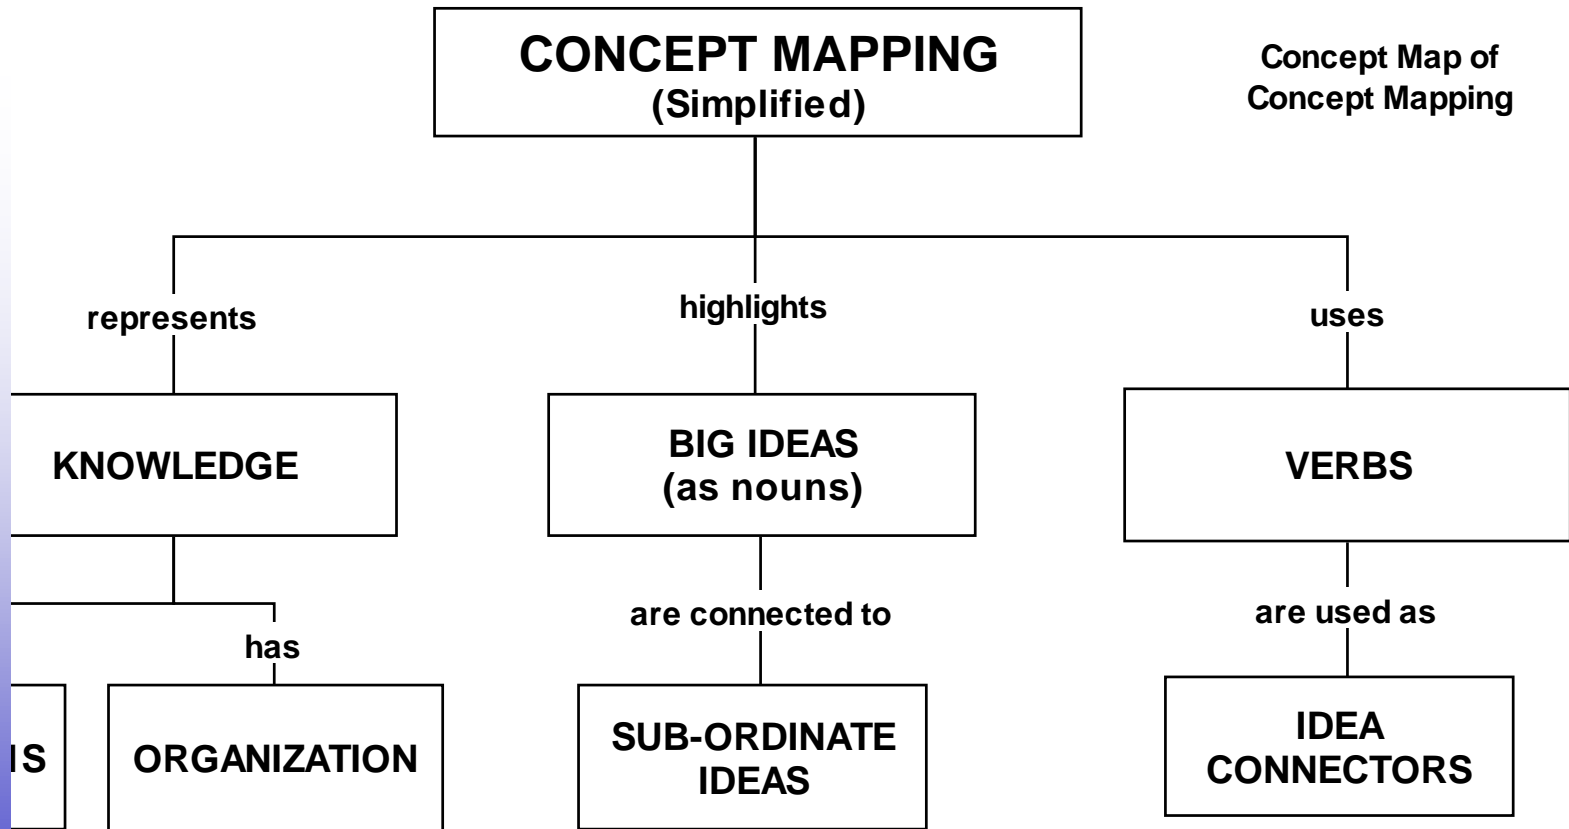 CONCEPT MAPPING
(Simplified)
Concept Map of
Concept Mapping
represents
highlights
uses
KNOWLEDGE
BIG IDEAS
(as nouns)
VERBS
has
are connected to
are used as
ORGANIZATION
SUB-ORDINATE
IDEAS
IDEA
CONNECTORS